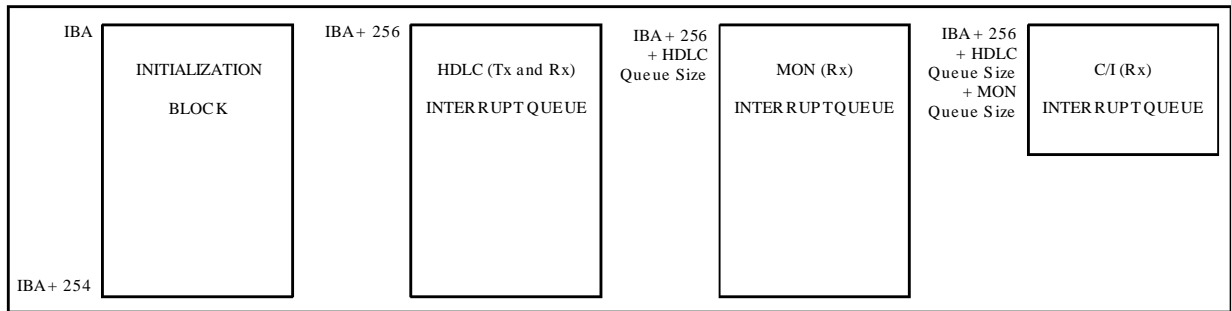 IBA
INITIALIZATION
BLOCK
IBA + 254
IBA + 256
HDLC (Tx and Rx)
INTERRUPT QUEUE
IBA + 256
+ HDLC
Queue Size
MON (Rx)
INTERRUPT QUEUE
IBA + 256
+ HDLC
Queue Size
+ MON
Queue Size
C/I (Rx)
INTERRUPT QUEUE